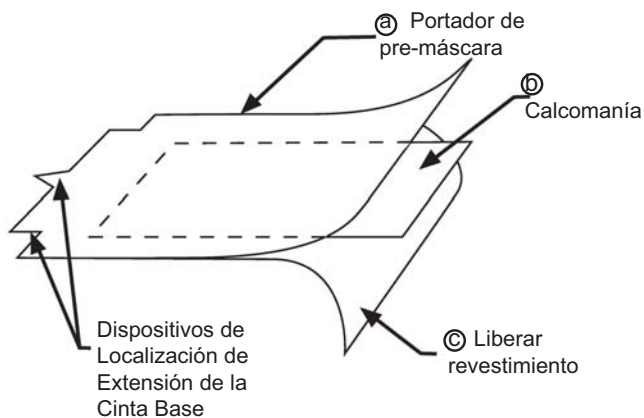 ⓐ Portador de
pre-máscara
ⓑ
Calcomanía
Dispositivos de
Localización de
Extensión de la
Cinta Base
ⓒ Liberar
revestimiento